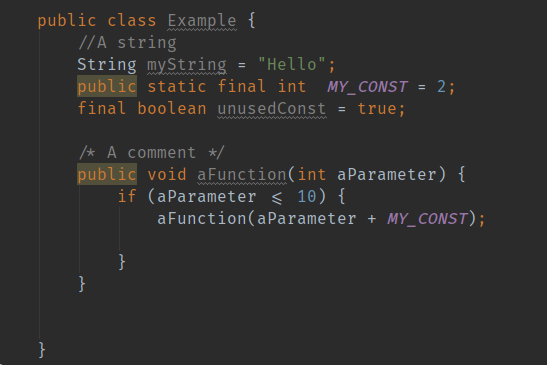 public class Example {
//A string
String myString = "Hello";
public static final int MY_CONST = 2;
final boolean unusedConst = true;
/* A comment */
public void aFunction(int aParameter) {
if (aParameter <= 10) {
aFunction(aParameter + MY_CONST);
}
}
}